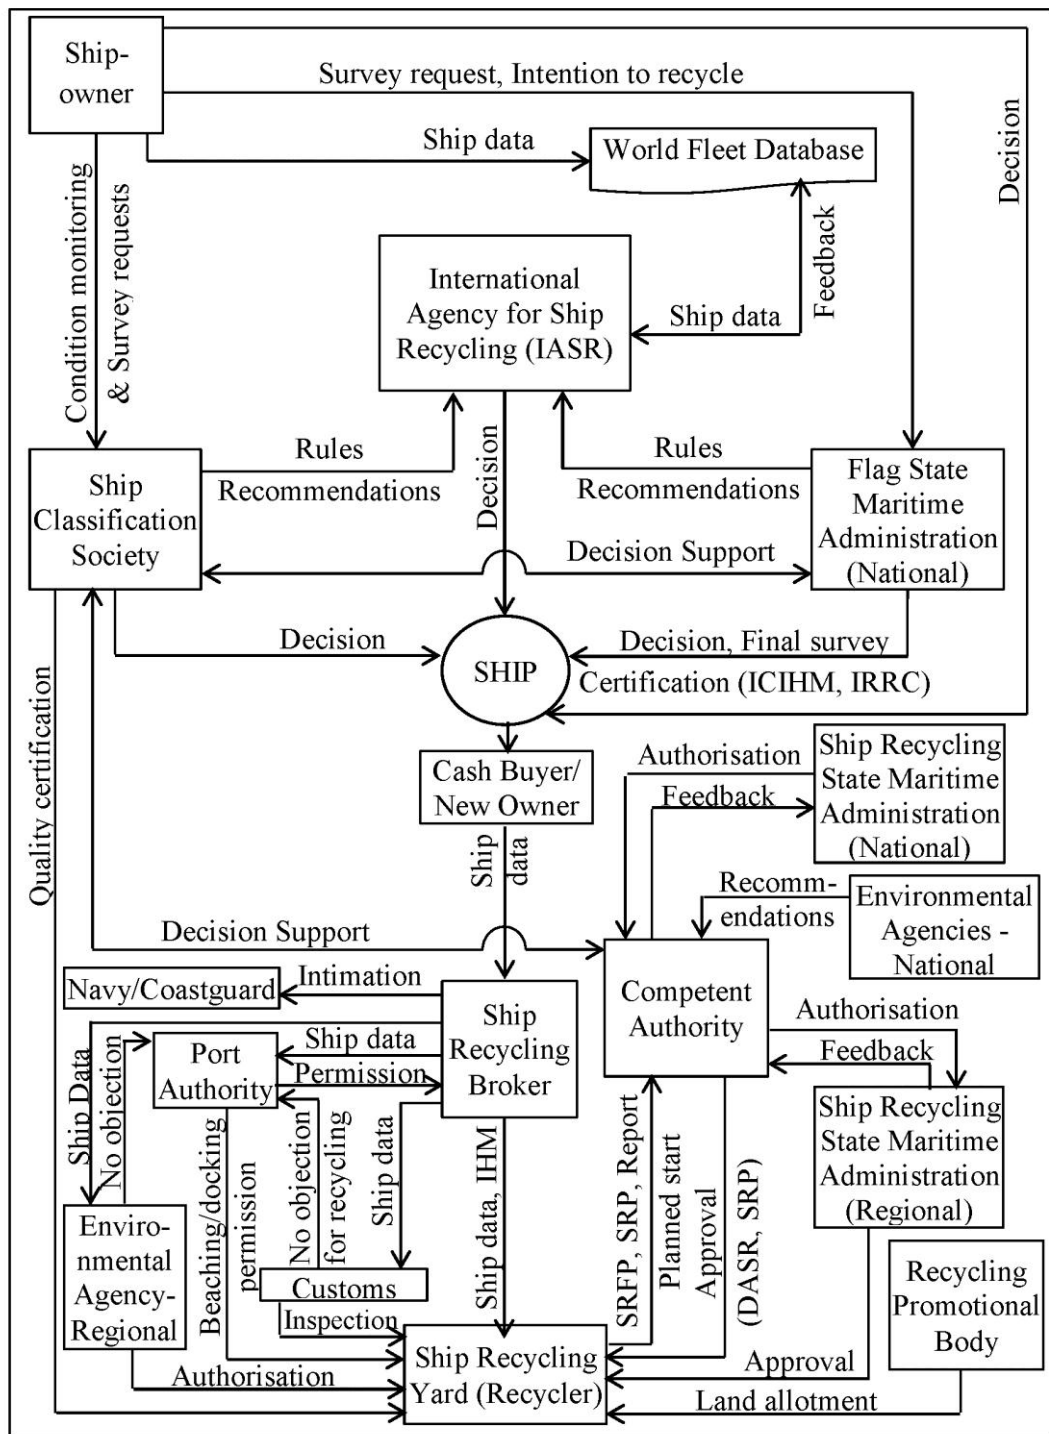 Ship-
owner
Survey request, Intention to recycle
Decision
Ship data
World Fleet Database
Condition monitoring
& Survey requests
Feedback
International
Agency for Ship
Recycling (IASR)
Ship data
Rules
Recommendations
Decision
Rules
Recommendations
Ship
Classification
Society
Flag State
Maritime
Administration
(National)
Decision Support
Decision
SHIP
Decision, Final survey
Certification (ICIHM, IRRC)
Quality certification
Cash Buyer/
New Owner
Authorisation
Feedback
Ship Recycling
State Maritime
Administration
(National)
Ship
data
Recomm-
endations
Environmental
Agencies -
National
Decision Support
Navy/Coastguard
Intimation
Ship
Recycling
Broker
Competent
Authority
Authorisation
Feedback
Ship Data
No objection
Port
Authority
Ship data
Permission
Ship Recycling
State Maritime
Administration
(Regional)
Beaching/docking
permission
No objection
for recycling
Ship data
Ship data, IHM
SRFP, SRP, Report
Planned start
Approval
(DASR, SRP)
Enviro-
nmental
Agency-
Regional
Customs
Inspection
Recycling
Promotional
Body
Ship Recycling
Yard (Recycler)
Authorisation
Approval
Land allotment